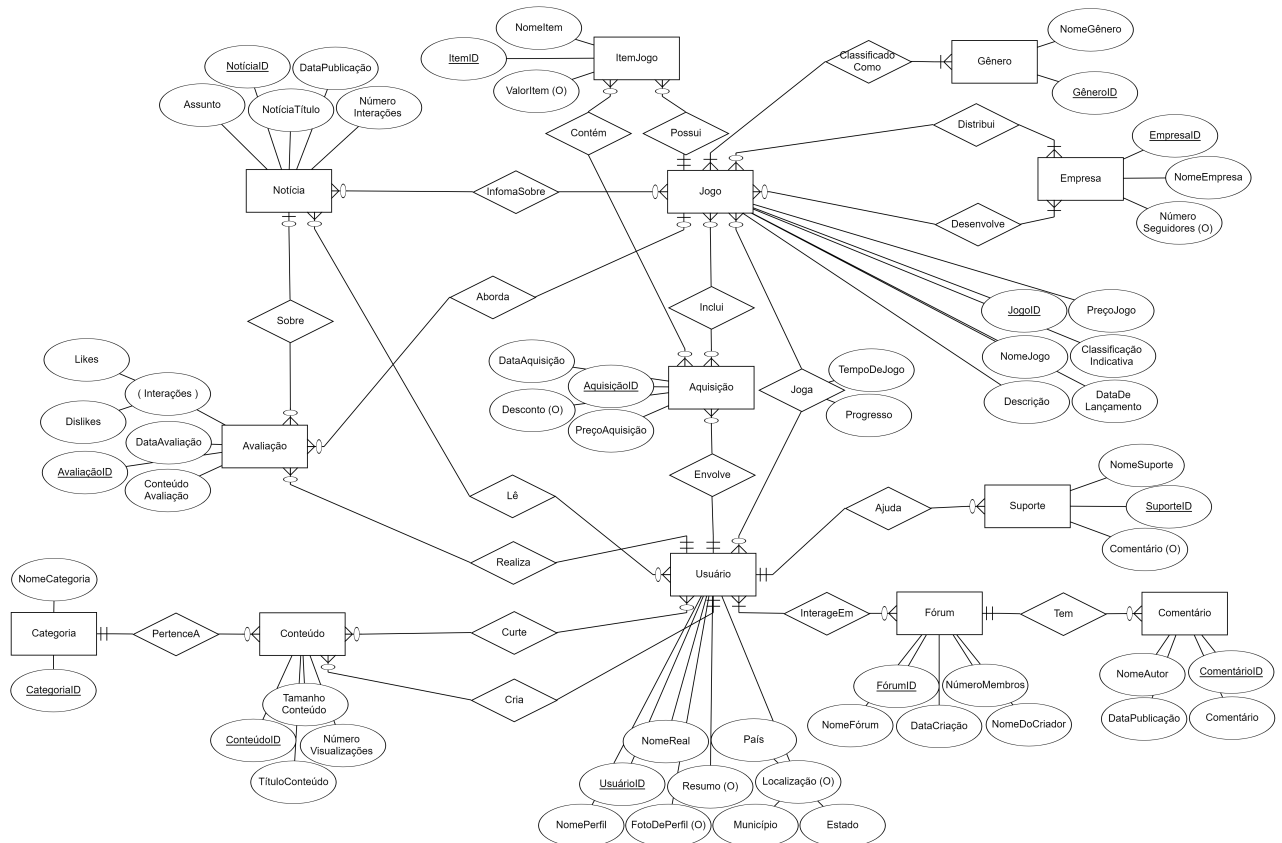 NomeItem
ItemID
ItemJogo
ValorItem (O)
Classificado
Como
NomeGênero
Gênero
GêneroID
NotíciaID
DataPublicação
Assunto
NotíciaTítulo
Número
Interações
Contém
Possui
Distribui
EmpresaID
Notícia
InfomaSobre
Jogo
Empresa
NomeEmpresa
Desenvolve
Número
Seguidores (O)
Sobre
Aborda
Inclui
JogoID
PreçoJogo
NomeJogo
Classificação
Indicativa
Descrição
DataDe
Lançamento
Likes
( Interações )
Dislikes
DataAvaliação
AvaliaçãoID
Conteúdo
Avaliação
Avaliação
DataAquisição
AquisiçãoID
Desconto (O)
PreçoAquisição
Aquisição
Joga
TempoDeJogo
Progresso
Lê
Envolve
Ajuda
Suporte
NomeSuporte
SuporteID
Comentário (O)
Realiza
Usuário
NomeCategoria
Categoria
CategoriaID
PertenceA
Conteúdo
Curte
Cria
InterageEm
Fórum
Tem
Comentário
Tamanho
Conteúdo
ConteúdoID
Número
Visualizações
TítuloConteúdo
NomeReal
País
UsuárioID
Resumo (O)
Localização (O)
NomePerfil
FotoDePerfil (O)
Município
Estado
FórumID
NúmeroMembros
NomeFórum
DataCriação
NomeDoCriador
NomeAutor
ComentárioID
DataPublicação
Comentário